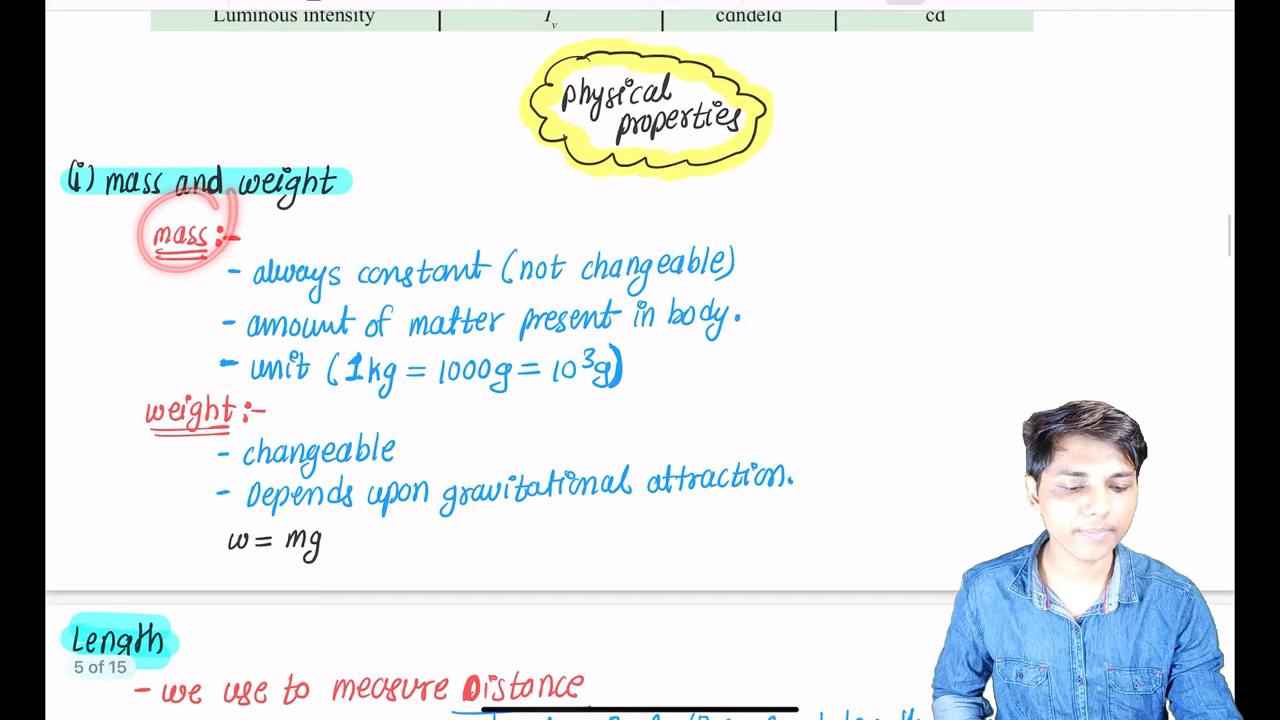 Luminous intensity Iv candela cd
physical
properties
(i) mass and weight
mass :-
- always constant (not changeable)
- amount of matter present in body.
- unit (1kg = 1000g = 10³g)
weight :-
- changeable
- Depends upon gravitational attraction.
w = mg
Length
5 of 15
- we use to measure Distance